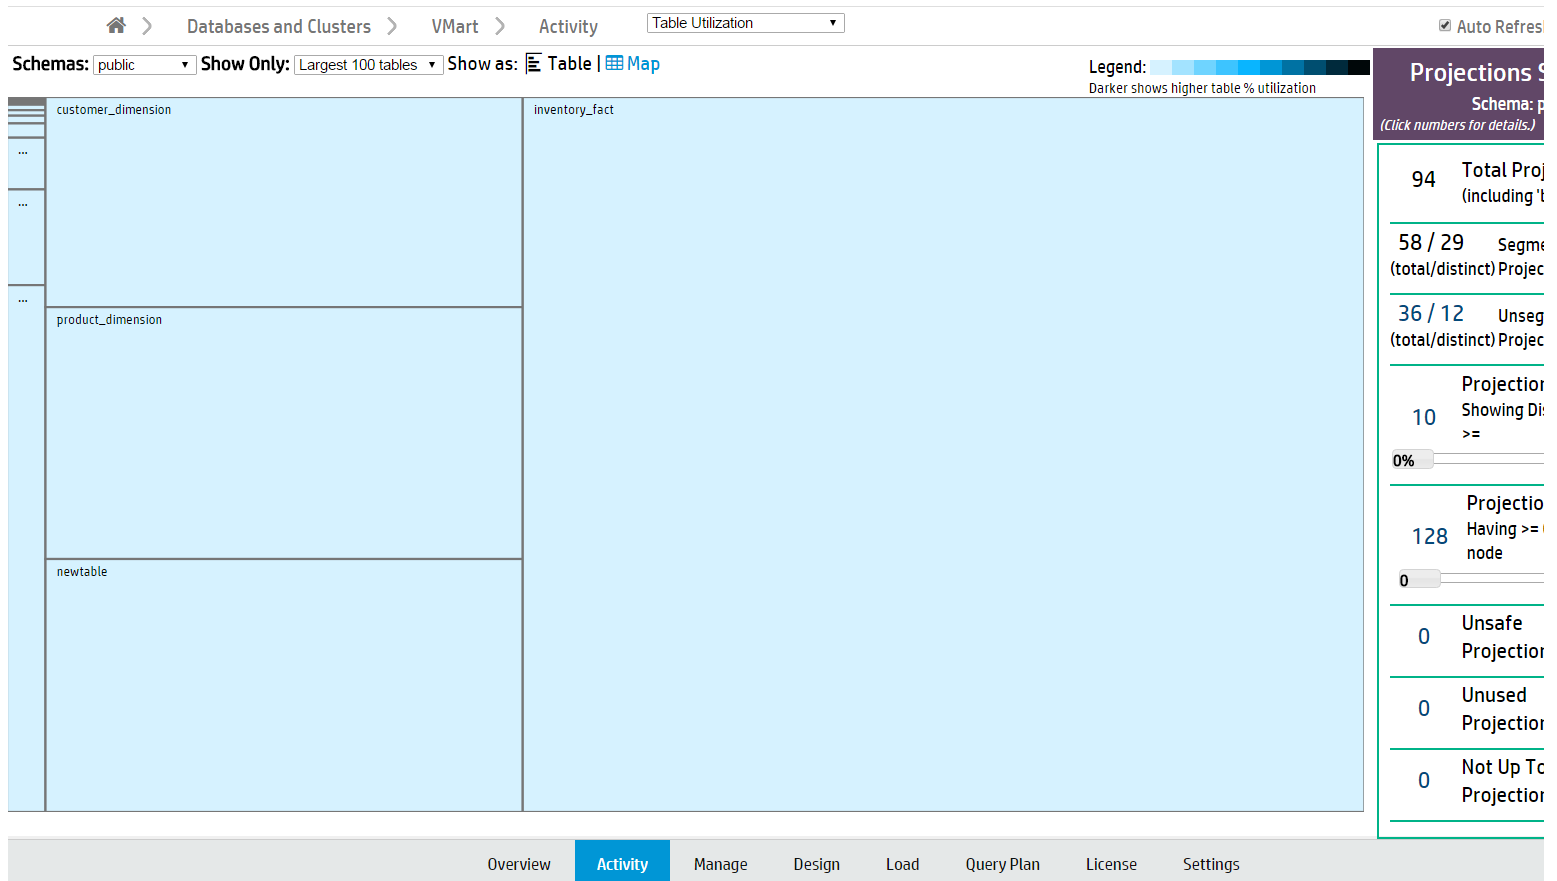 Databases and Clusters VMart Activity Table Utilization Auto Refres
Schemas: public Show Only: Largest 100 tables Show as: Table | Map
Legend:
Darker shows higher table % utilization
customer_dimension
inventory_fact
...
...
...
product_dimension
newtable
Projections S
Schema: p
(Click numbers for details.)
94 Total Proj
(including 'b
58 / 29 Segme
(total/distinct) Projec
36 / 12 Unseg
(total/distinct) Projec
Projection
10 Showing Dis
>=
0%
Projectio
128 Having >=
node
0
0 Unsafe
Projection
0 Unused
Projection
0 Not Up To
Projection
Overview Activity Manage Design Load Query Plan License Settings